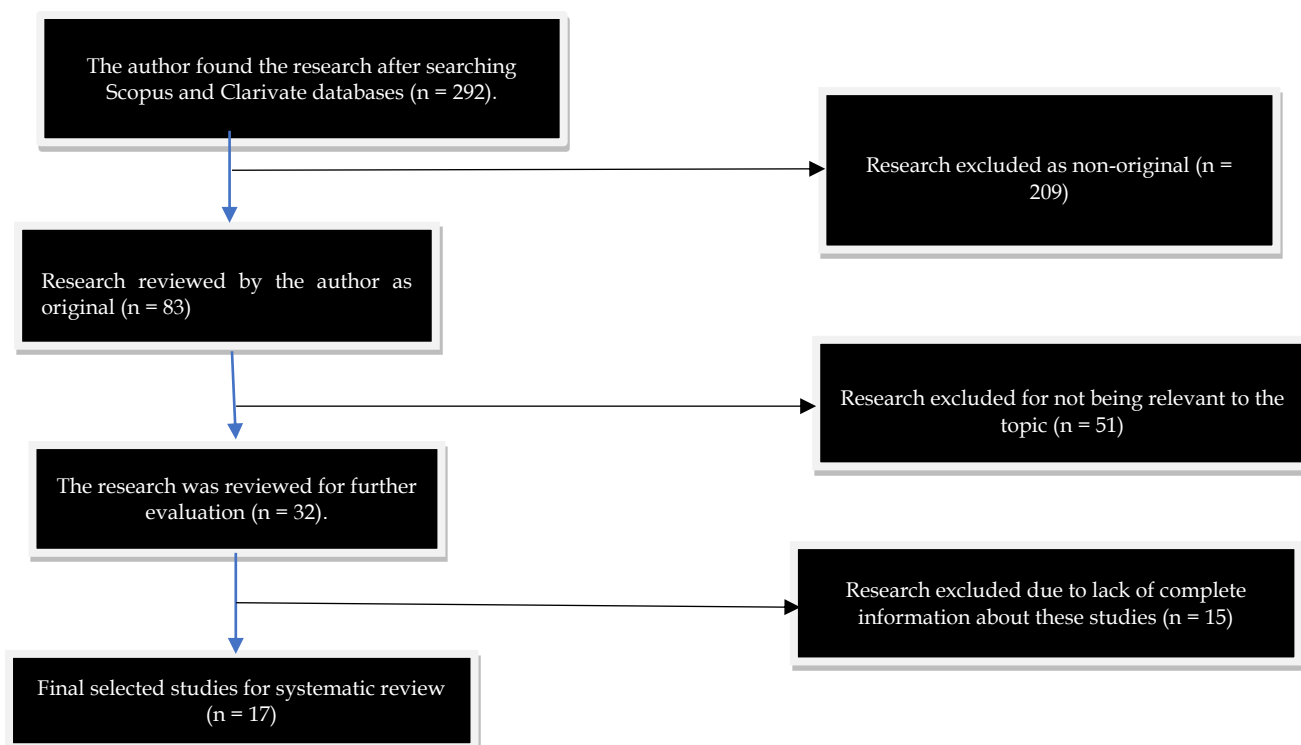 The author found the research after searching
Scopus and Clarivate databases (n = 292).
Research excluded as non-original (n =
209)
Research reviewed by the author as
original (n = 83)
Research excluded for not being relevant to the
topic (n = 51)
The research was reviewed for further
evaluation (n = 32).
Research excluded due to lack of complete
information about these studies (n = 15)
Final selected studies for systematic review
(n = 17)